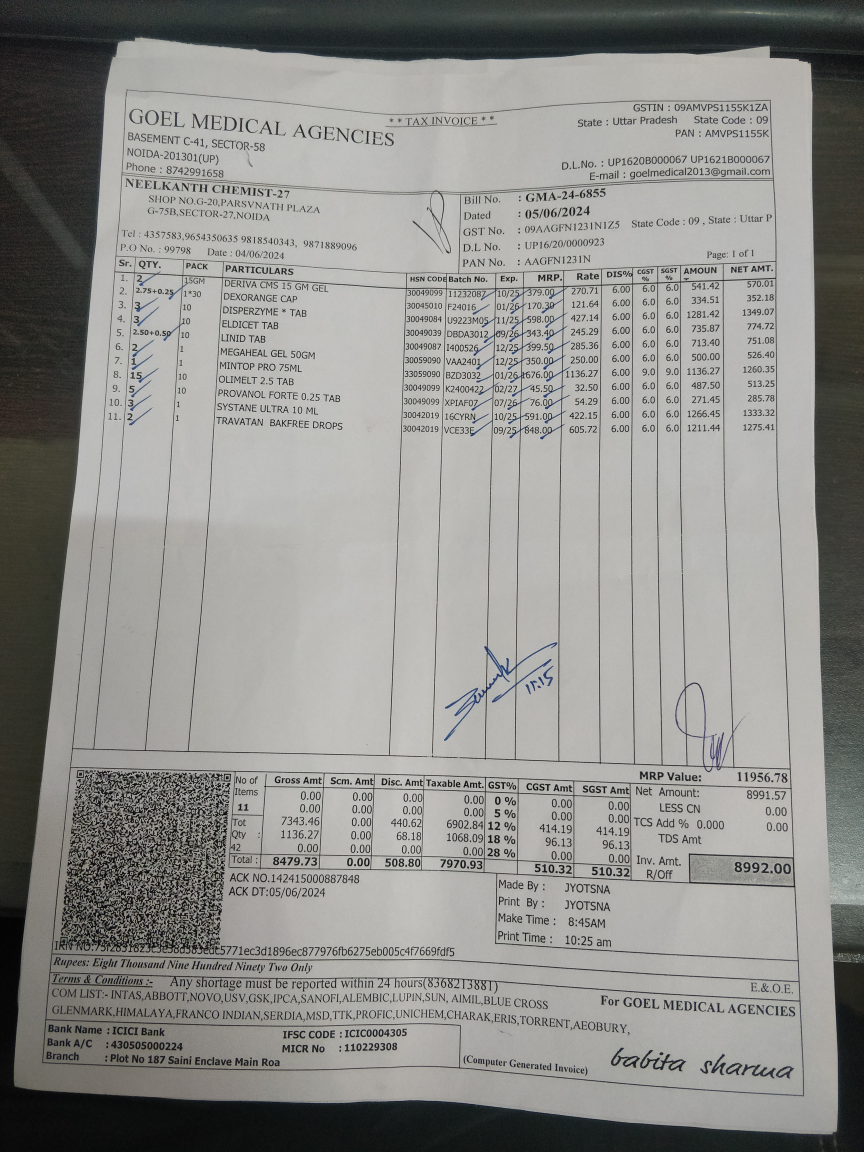 ** TAX INVOICE **
GSTIN : 09AMVPS1155K1ZA
State : Uttar Pradesh State Code : 09
PAN : AMVPS1155K
GOEL MEDICAL AGENCIES
BASEMENT C-41, SECTOR-58
NOIDA-201301(UP)
Phone : 8742991658
D.L.No. : UP1620B000067 UP1621B000067
E-mail : goelmedical2013@gmail.com
NEELKANTH CHEMIST-27
SHOP NO.G-20,PARSVNATH PLAZA
G-75B,SECTOR-27,NOIDA
Tel : 4357583,9654350635 9818540343, 9871889096
P.O No. : 99798 Date : 04/06/2024
Bill No. : GMA-24-6855
Dated : 05/06/2024
GST No. : 09AAGFN1231N1Z5 State Code : 09 , State : Uttar P
D.L No. : UP16/20/0000923
PAN No. : AAGFN1231N Page: 1 of 1
Sr. QTY. PACK PARTICULARS HSN CODE Batch No. Exp. MRP. Rate DIS% CGST % SGST % AMOUN NET AMT.
1. 2 15GM DERIVA CMS 15 GM GEL 30049099 11232087 10/25 379.00 270.71 6.00 6.0 6.0 541.42 570.01
2. 2.75+0.25 1*30 DEXORANGE CAP 30045010 F24016 01/26 170.30 121.64 6.00 6.0 6.0 334.51 352.18
3. 3 10 DISPERZYME * TAB 30049084 U9223M05 11/25 598.00 427.14 6.00 6.0 6.0 1281.42 1349.07
4. 3 10 ELDICET TAB 30049039 DBDA3012 09/26 343.40 245.29 6.00 6.0 6.0 735.87 774.72
5. 2.50+0.50 10 LINID TAB 30049087 I400526 12/25 399.50 285.36 6.00 6.0 6.0 713.40 751.08
6. 2 1 MEGAHEAL GEL 50GM 30059090 VAA2401 12/25 350.00 250.00 6.00 6.0 6.0 500.00 526.40
7. 1 1 MINTOP PRO 75ML 33059090 BZD3032 01/26 1676.00 1136.27 6.00 9.0 9.0 1136.27 1260.35
8. 15 10 OLIMELT 2.5 TAB 30049099 K2400422 02/27 45.50 32.50 6.00 6.0 6.0 487.50 513.25
9. 5 10 PROVANOL FORTE 0.25 TAB 30049099 XPIAF07 07/26 76.00 54.29 6.00 6.0 6.0 271.45 285.78
10. 3 1 SYSTANE ULTRA 10 ML 30042019 16CYRN 10/25 591.00 422.15 6.00 6.0 6.0 1266.45 1333.32
11. 2 1 TRAVATAN BAKFREE DROPS 30042019 VCE33E 09/25 848.00 605.72 6.00 6.0 6.0 1211.44 1275.41
11.15
MRP Value: 11956.78
No of Items Gross Amt Scm. Amt Disc. Amt Taxable Amt. GST% CGST Amt SGST Amt
0.00 0.00 0.00 0.00 0 % 0.00 0.00
11 0.00 0.00 0.00 0.00 5 % 0.00 0.00
Tot 7343.46 0.00 440.62 6902.84 12 % 414.19 414.19
Qty : 1136.27 0.00 68.18 1068.09 18 % 96.13 96.13
42 0.00 0.00 0.00 0.00 28 % 0.00 0.00
Total : 8479.73 0.00 508.80 7970.93 510.32 510.32
Net Amount: 8991.57
LESS CN 0.00
TCS Add % 0.000 0.00
TDS Amt
Inv. Amt. R/Off 8992.00
ACK NO.142415000887848
ACK DT:05/06/2024
Made By : JYOTSNA
Print By : JYOTSNA
Make Time : 8:45AM
Print Time : 10:25 am
Rupees: Eight Thousand Nine Hundred Ninety Two Only
Terms & Conditions :- Any shortage must be reported within 24 hours(8368213881) E.&.O.E.
COM LIST:- INTAS,ABBOTT,NOVO,USV,GSK,IPCA,SANOFI,ALEMBIC,LUPIN,SUN, AIMIL,BLUE CROSS
GLENMARK,HIMALAYA,FRANCO INDIAN,SERDIA,MSD,TTK,PROFIC,UNICHEM,CHARAK,ERIS,TORRENT,AEOBURY,
For GOEL MEDICAL AGENCIES
Bank Name : ICICI Bank IFSC CODE : ICIC0004305
Bank A/C : 430505000224 MICR No : 110229308
Branch : Plot No 187 Saini Enclave Main Roa
(Computer Generated Invoice)
babita sharma